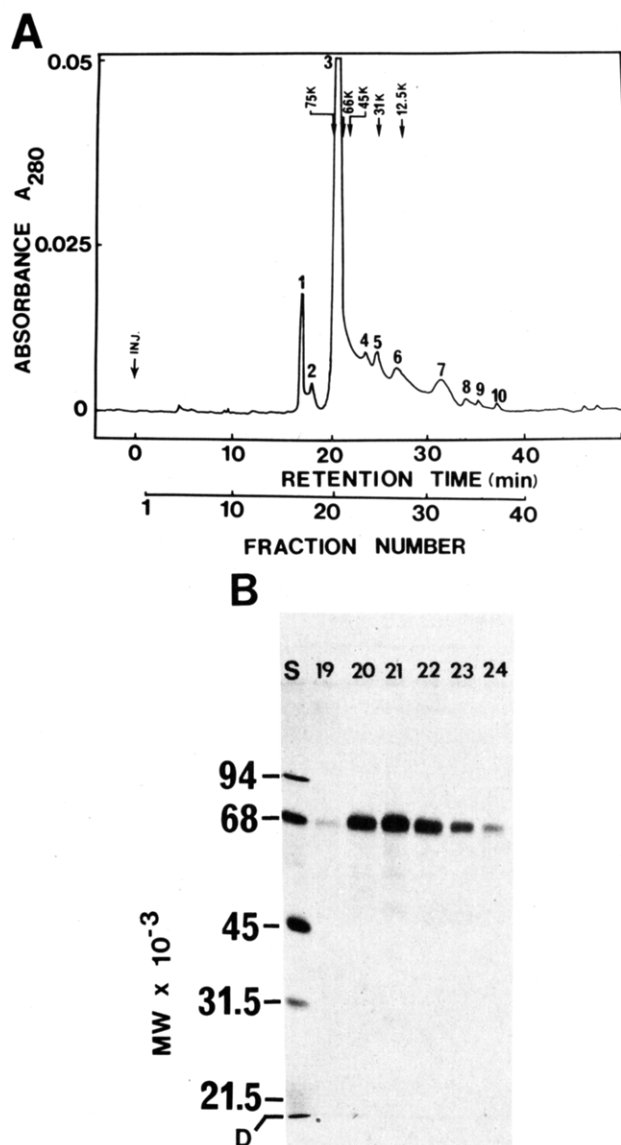 A
ABSORBANCE A280
0.05
0.025
0
INJ.
75K
66K
45K
31K
12.5K
1
2
3
4
5
6
7
8
9
10
0 10 20 30 40
RETENTION TIME (min)
1 10 20 30 40
FRACTION NUMBER
B
S 19 20 21 22 23 24
MW x 10-3
94
68
45
31.5
21.5
D